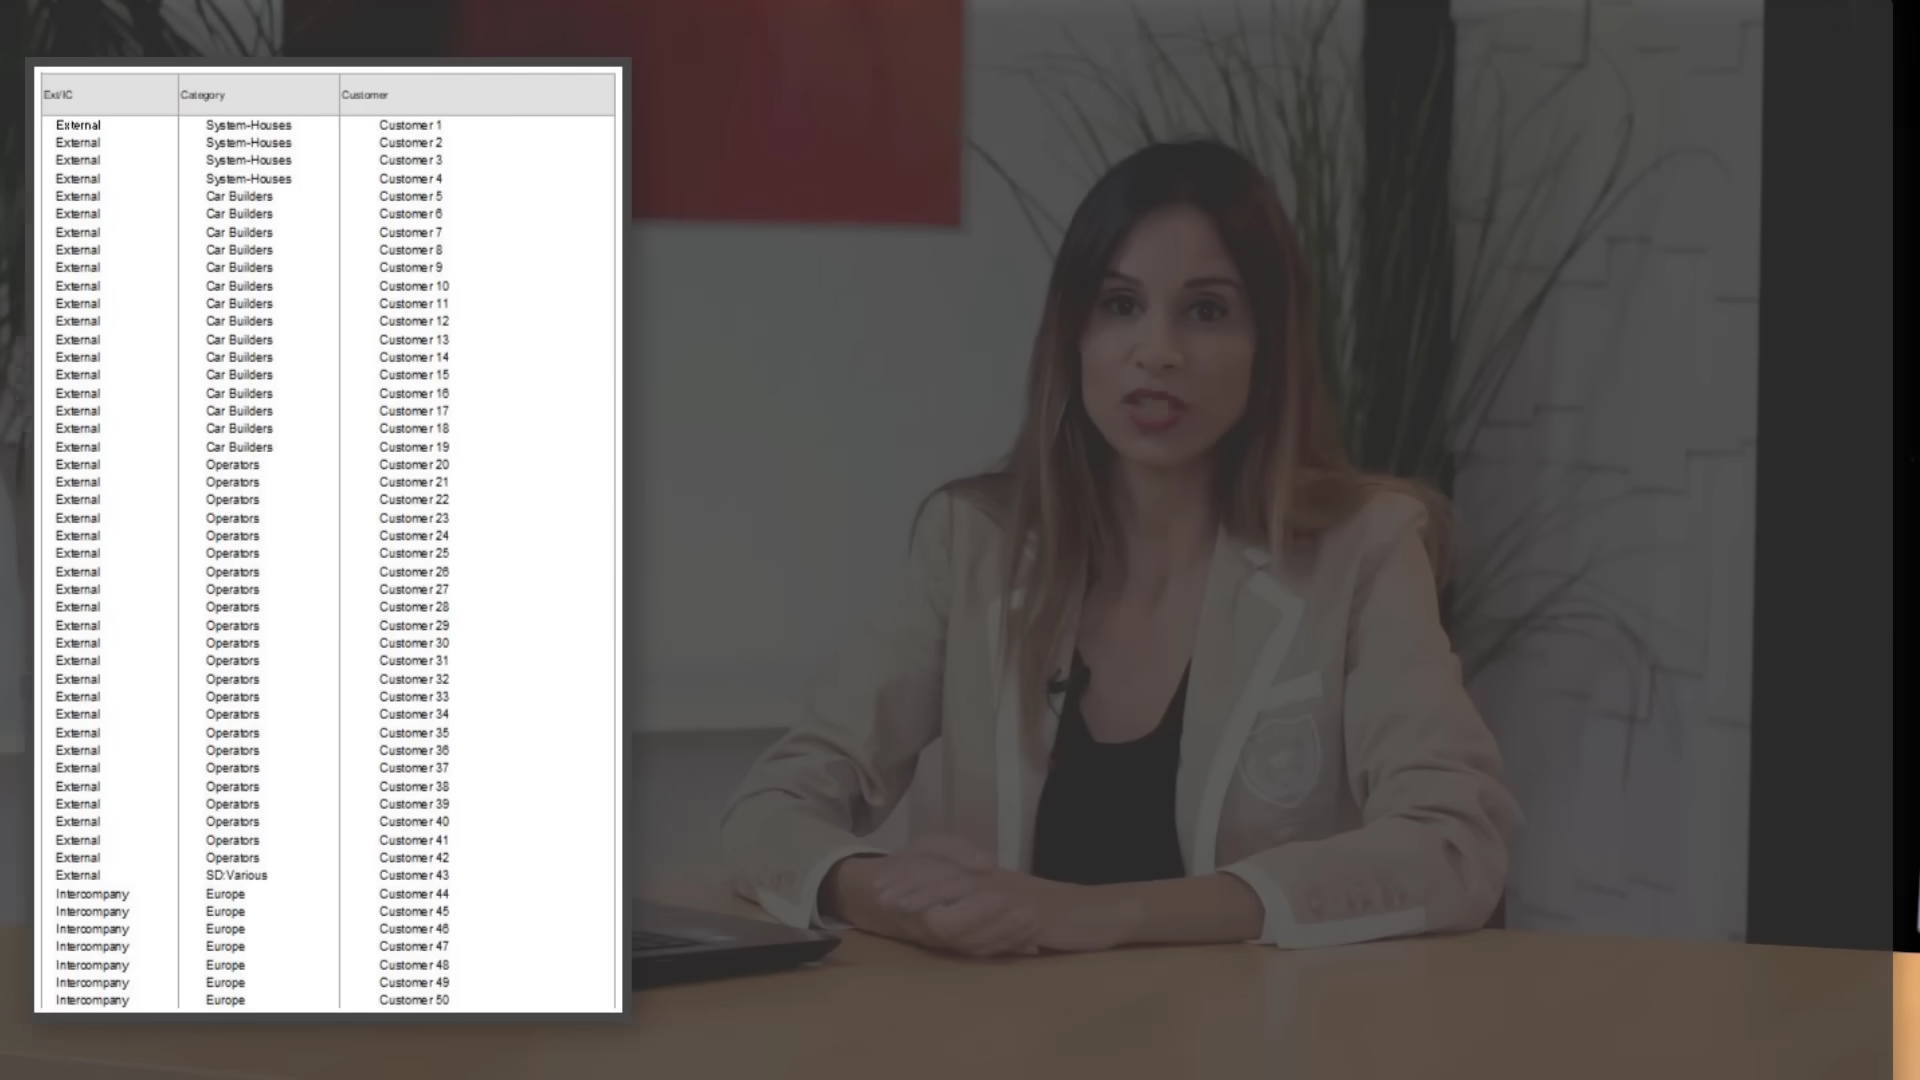 Ext/IC Category Customer
External System-Houses Customer 1
External System-Houses Customer 2
External System-Houses Customer 3
External System-Houses Customer 4
External Car Builders Customer 5
External Car Builders Customer 6
External Car Builders Customer 7
External Car Builders Customer 8
External Car Builders Customer 9
External Car Builders Customer 10
External Car Builders Customer 11
External Car Builders Customer 12
External Car Builders Customer 13
External Car Builders Customer 14
External Car Builders Customer 15
External Car Builders Customer 16
External Car Builders Customer 17
External Car Builders Customer 18
External Car Builders Customer 19
External Operators Customer 20
External Operators Customer 21
External Operators Customer 22
External Operators Customer 23
External Operators Customer 24
External Operators Customer 25
External Operators Customer 26
External Operators Customer 27
External Operators Customer 28
External Operators Customer 29
External Operators Customer 30
External Operators Customer 31
External Operators Customer 32
External Operators Customer 33
External Operators Customer 34
External Operators Customer 35
External Operators Customer 36
External Operators Customer 37
External Operators Customer 38
External Operators Customer 39
External Operators Customer 40
External Operators Customer 41
External Operators Customer 42
External SD:Various Customer 43
Intercompany Europe Customer 44
Intercompany Europe Customer 45
Intercompany Europe Customer 46
Intercompany Europe Customer 47
Intercompany Europe Customer 48
Intercompany Europe Customer 49
Intercompany Europe Customer 50